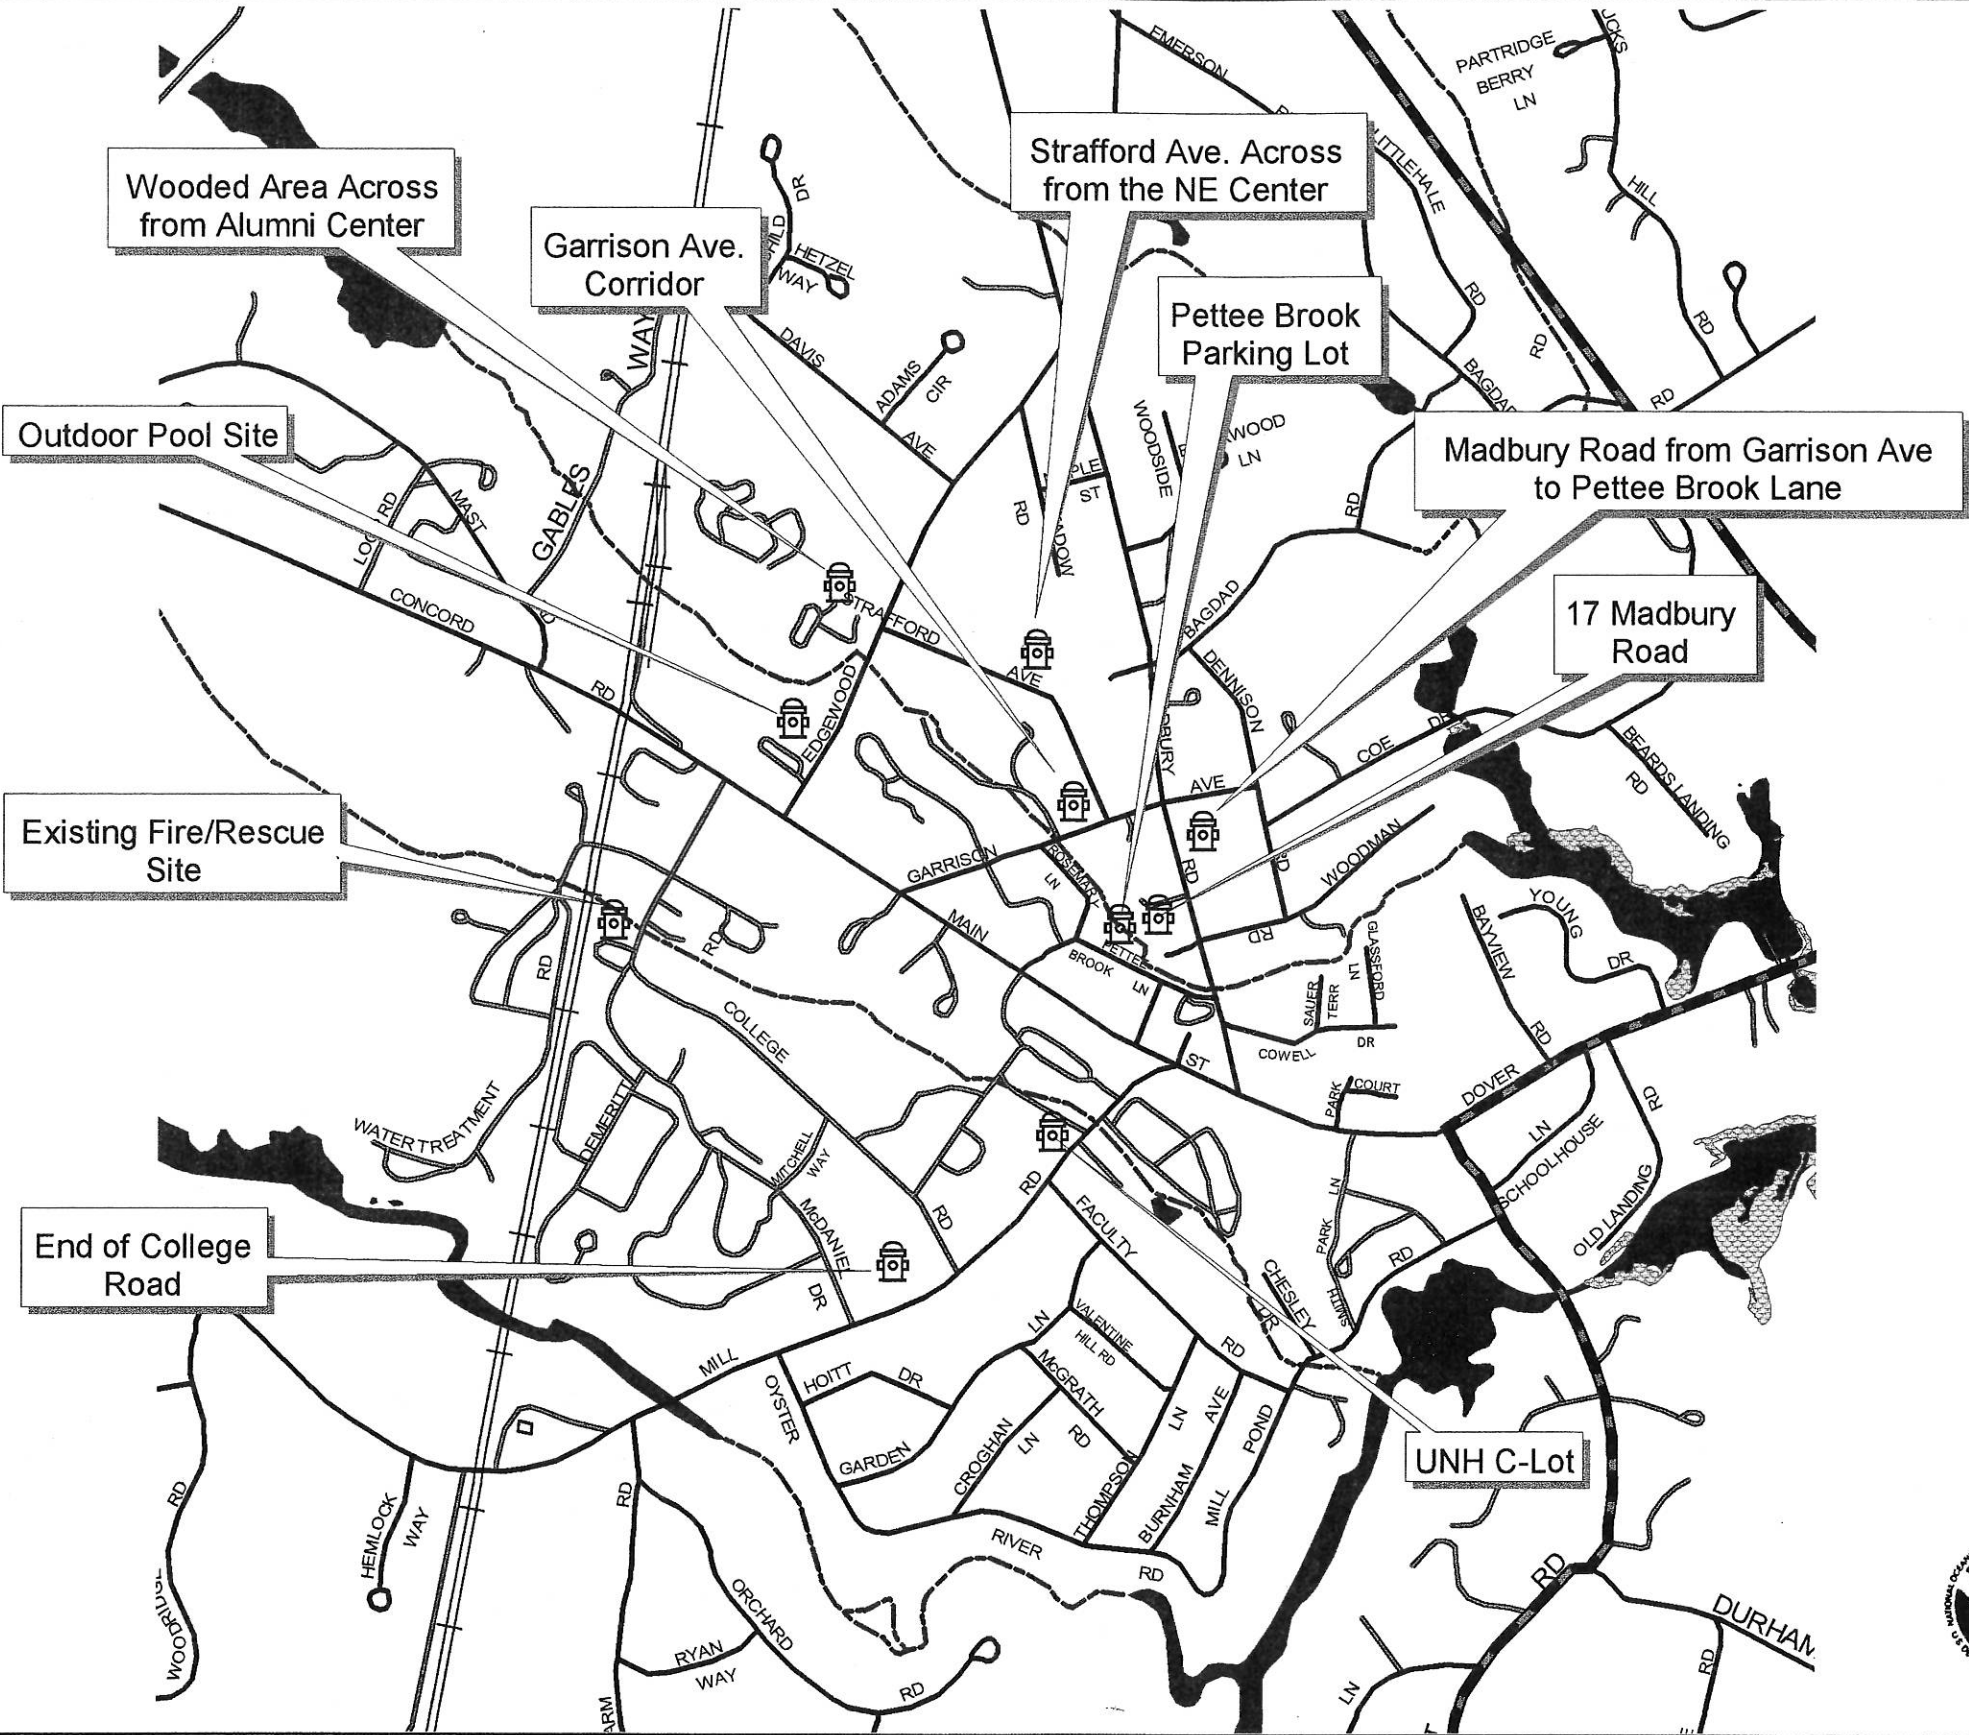 EMERSON
PARTRIDGE
BERRY
LN
Strafford Ave. Across
from the NE Center
LITTLEHALE
RD
HILL
RD
Wooded Area Across
from Alumni Center
Garrison Ave.
Corridor
DR
HETZEL
WAY
WAY
Pettee Brook
Parking Lot
RD
RD
DAVIS
ADAMS
CIR
AVE
WOODSIDE
LN
Outdoor Pool Site
Madbury Road from Garrison Ave
to Pettee Brook Lane
GABLES
RD
MAST
CONCORD
RD
ST
RD
RD
BAGDAD
17 Madbury
Road
STRAFFORD
AVE
EDGEWOOD
DENNISON
COE
DR
BEARDS LANDING
RD
AVE
Existing Fire/Rescue
Site
GARRISON
ROSEMARY
LN
RD
WOODMAN
MAIN
PETTEE
BROOK
LN
RD
GLASSFORD
LN
SAUER
TERR
BAYVIEW
RD
YOUNG
DR
RD
RD
COLLEGE
RD
ST
COWELL
DR
PARK
COURT
DOVER
RD
WATER TREATMENT
DEMERITT
MITCHELL
WAY
McDANIEL
DR
RD
FACULTY
RD
LN
SCHOOLHOUSE
OLD LANDING
PARK
LN
SMITH
RD
CHESLEY
DR
End of College
Road
MILL
OYSTER
HOITT
DR
LN
VALENTINE
HILL RD
McGRATH
RD
GARDEN
CROGHAN
LN
THOMPSON
LN
BURNHAM
AVE
MILL
POND
UNH C-Lot
RD
HEMLOCK
WAY
RD
RIVER
RD
ORCHARD
RD
RYAN
WAY
RD
DURHAM
RD
LN